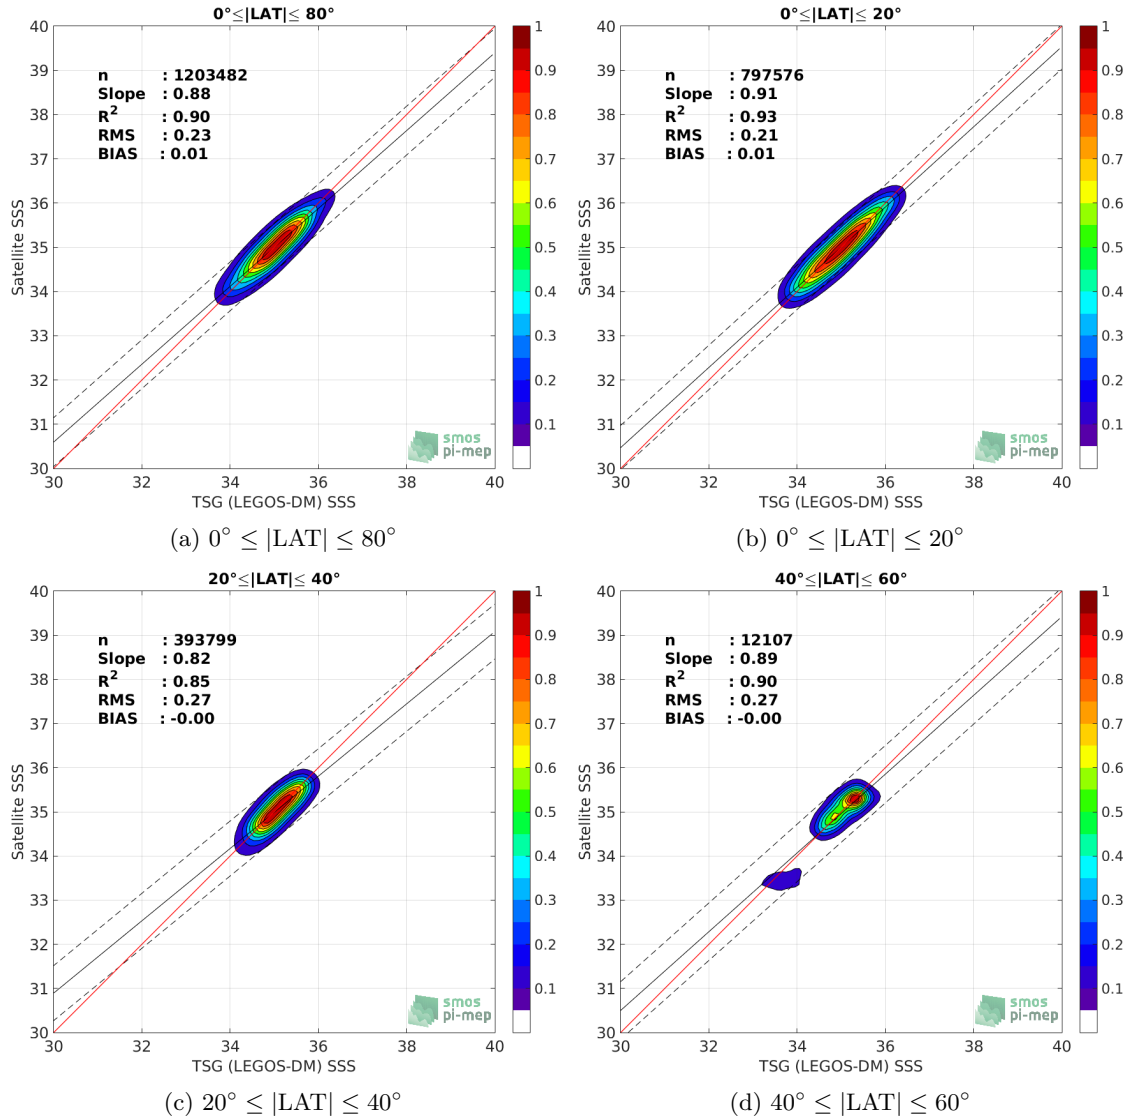 0°≤|LAT|≤ 80°
n : 1203482
Slope : 0.88
R2 : 0.90
RMS : 0.23
BIAS : 0.01
Satellite SSS
40
39
38
37
36
35
34
33
32
31
30
30 32 34 36 38 40
TSG (LEGOS-DM) SSS
1
0.9
0.8
0.7
0.6
0.5
0.4
0.3
0.2
0.1
smos
pi-mep
(a) 0° ≤ |LAT| ≤ 80°
0°≤|LAT|≤ 20°
n : 797576
Slope : 0.91
R2 : 0.93
RMS : 0.21
BIAS : 0.01
Satellite SSS
40
39
38
37
36
35
34
33
32
31
30
30 32 34 36 38 40
TSG (LEGOS-DM) SSS
1
0.9
0.8
0.7
0.6
0.5
0.4
0.3
0.2
0.1
smos
pi-mep
(b) 0° ≤ |LAT| ≤ 20°
20°≤|LAT|≤ 40°
n : 393799
Slope : 0.82
R2 : 0.85
RMS : 0.27
BIAS : -0.00
Satellite SSS
40
39
38
37
36
35
34
33
32
31
30
30 32 34 36 38 40
TSG (LEGOS-DM) SSS
1
0.9
0.8
0.7
0.6
0.5
0.4
0.3
0.2
0.1
smos
pi-mep
(c) 20° ≤ |LAT| ≤ 40°
40°≤|LAT|≤ 60°
n : 12107
Slope : 0.89
R2 : 0.90
RMS : 0.27
BIAS : -0.00
Satellite SSS
40
39
38
37
36
35
34
33
32
31
30
30 32 34 36 38 40
TSG (LEGOS-DM) SSS
1
0.9
0.8
0.7
0.6
0.5
0.4
0.3
0.2
0.1
smos
pi-mep
(d) 40° ≤ |LAT| ≤ 60°